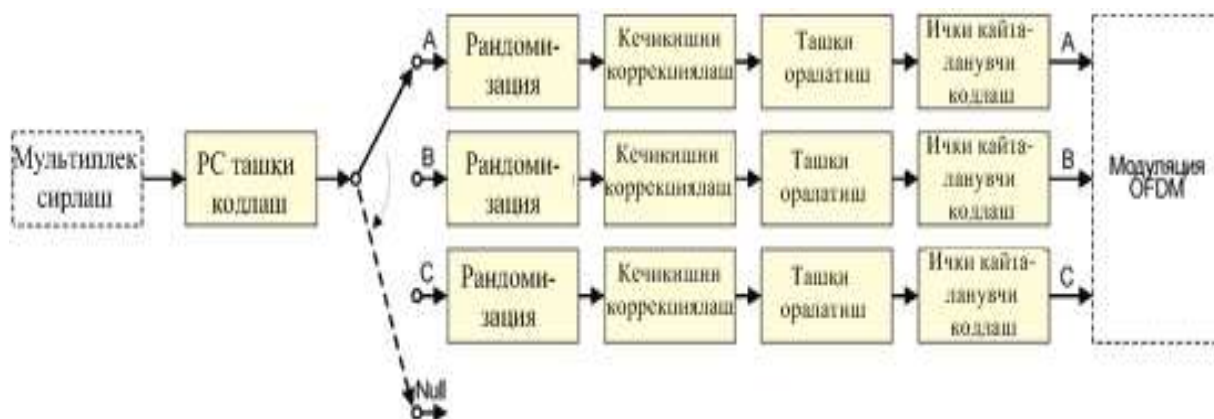 Мультиплек
сирлаш
РС ташки
кодлаш
A
Рандоми-
зация
Кечикишни
коррекциялаш
Ташки
оралатиш
Ички кайта-
ланувчи
кодлаш
A
B
Рандоми-
зация
Кечикишни
коррекциялаш
Ташки
оралатиш
Ички кайта-
ланувчи
кодлаш
B
C
Рандоми-
зация
Кечикишни
коррекциялаш
Ташки
оралатиш
Ички кайта-
ланувчи
кодлаш
C
Null
Модуляция
OFDM